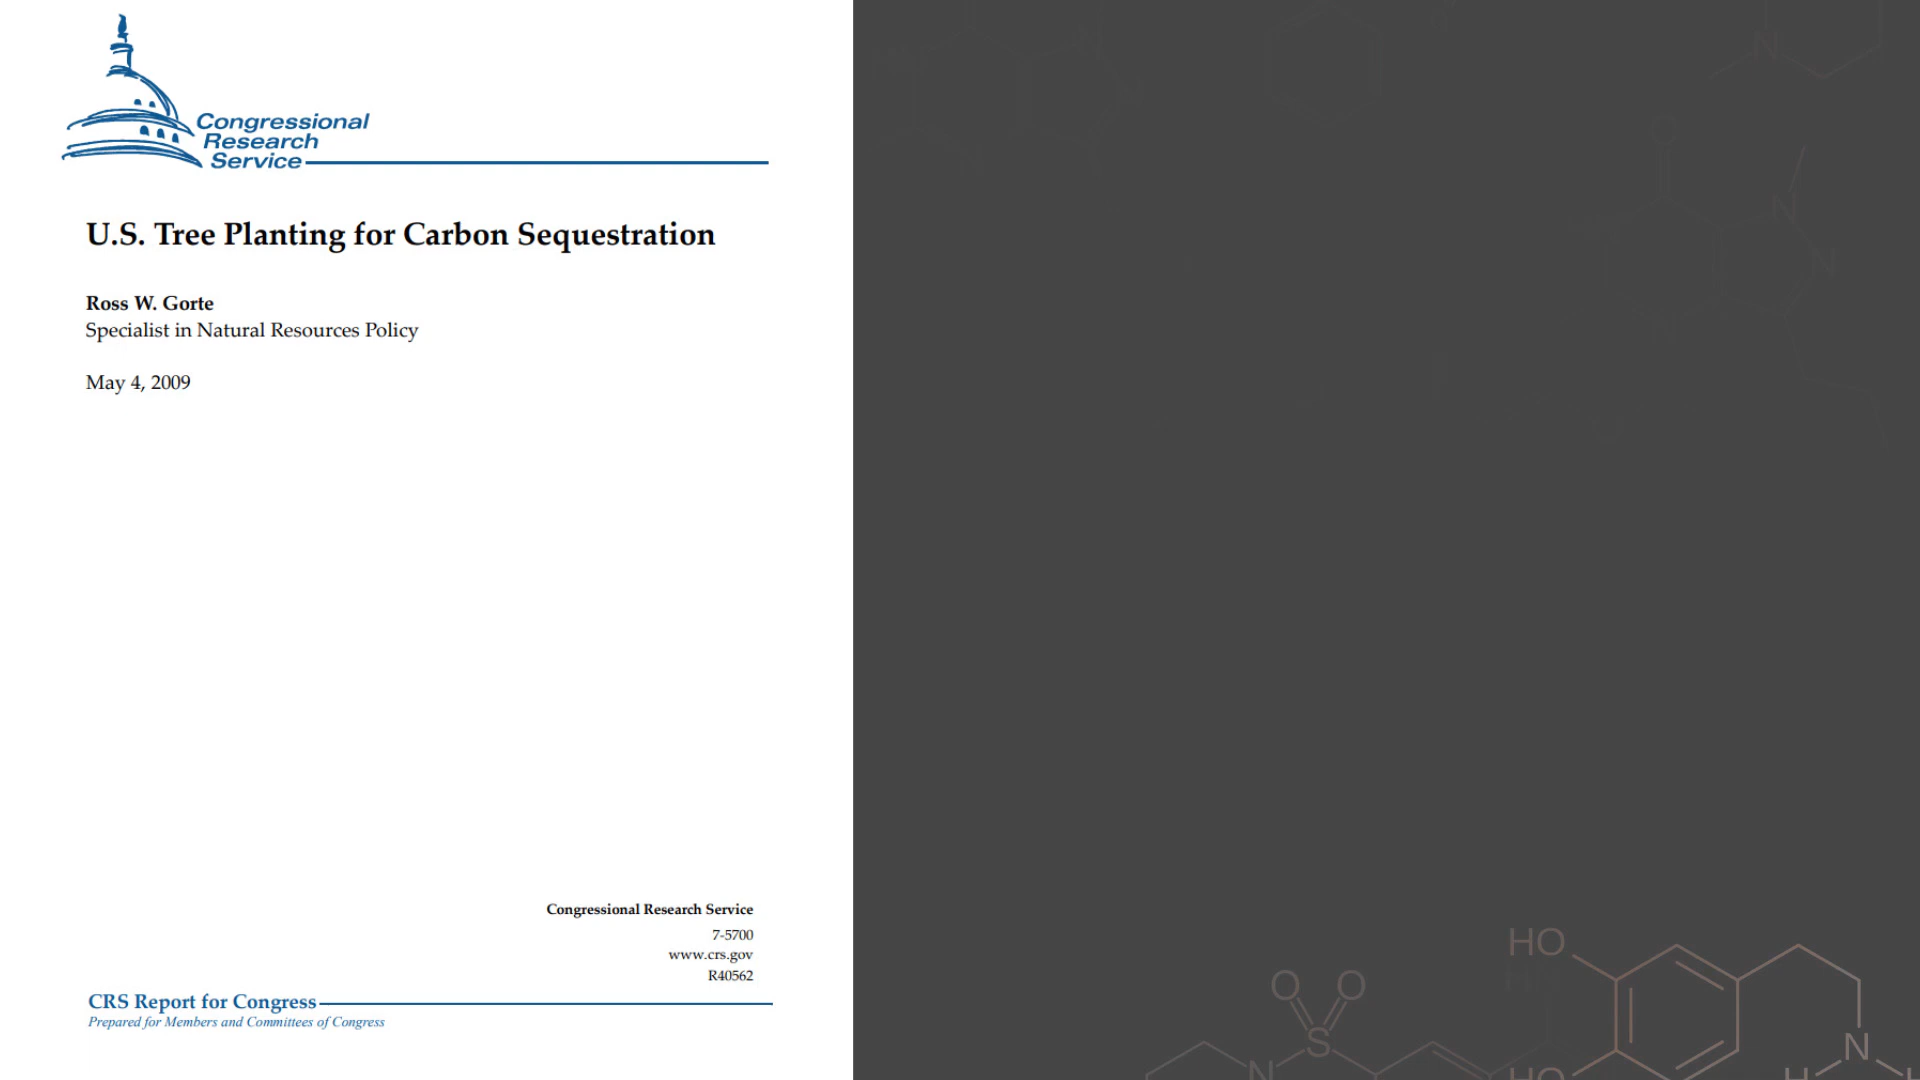 Congressional
Research
Service
U.S. Tree Planting for Carbon Sequestration
Ross W. Gorte
Specialist in Natural Resources Policy
May 4, 2009
Congressional Research Service
7-5700
www.crs.gov
R40562
CRS Report for Congress
Prepared for Members and Committees of Congress
N
O
N
N
HO
O O
S
N
N
HO
H
H